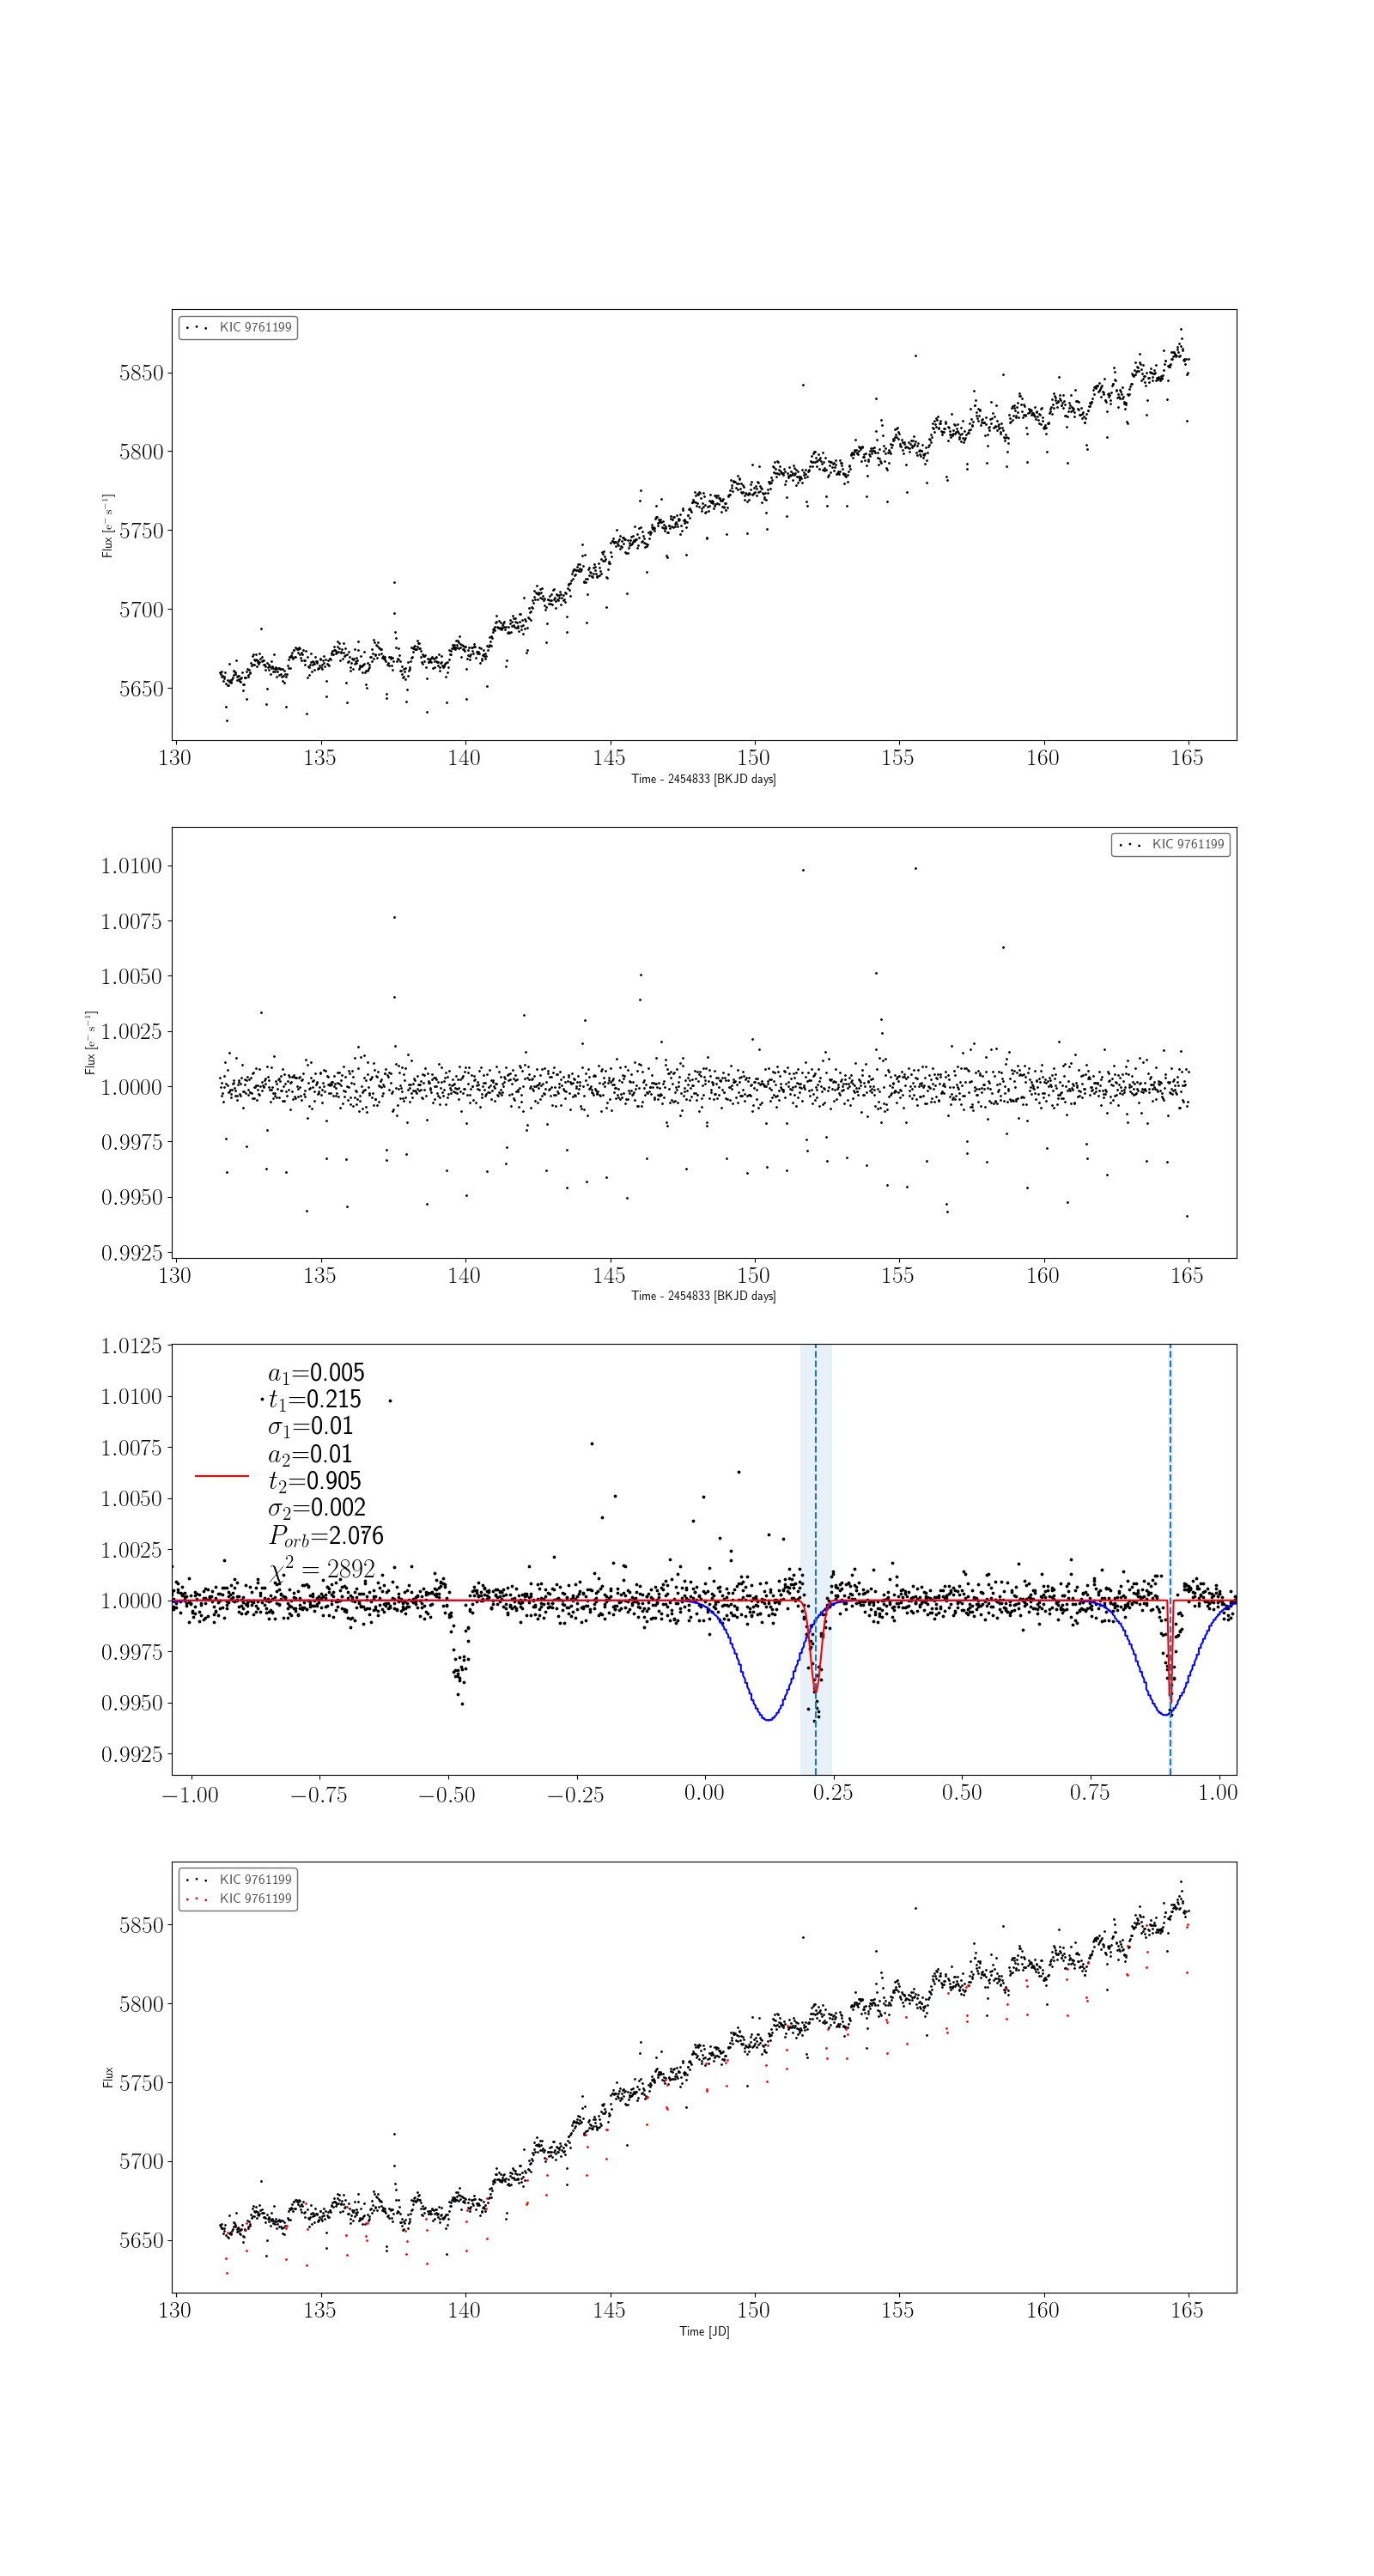 KIC 9761199
5850
5800
5750
5700
5650
Flux [e⁻ s⁻¹]
130 135 140 145 150 155 160 165
Time - 2454833 [BKJD days]
KIC 9761199
1.0100
1.0075
1.0050
1.0025
1.0000
0.9975
0.9950
0.9925
Flux [e⁻ s⁻¹]
130 135 140 145 150 155 160 165
Time - 2454833 [BKJD days]
1.0125
1.0100
1.0075
1.0050
1.0025
1.0000
0.9975
0.9950
0.9925
a₁=0.005
t₁=0.215
σ₁=0.01
a₂=0.01
t₂=0.905
σ₂=0.002
P_orb=2.076
χ² = 2892
−1.00 −0.75 −0.50 −0.25 0.00 0.25 0.50 0.75 1.00
KIC 9761199
KIC 9761199
5850
5800
5750
5700
5650
Flux
130 135 140 145 150 155 160 165
Time [JD]